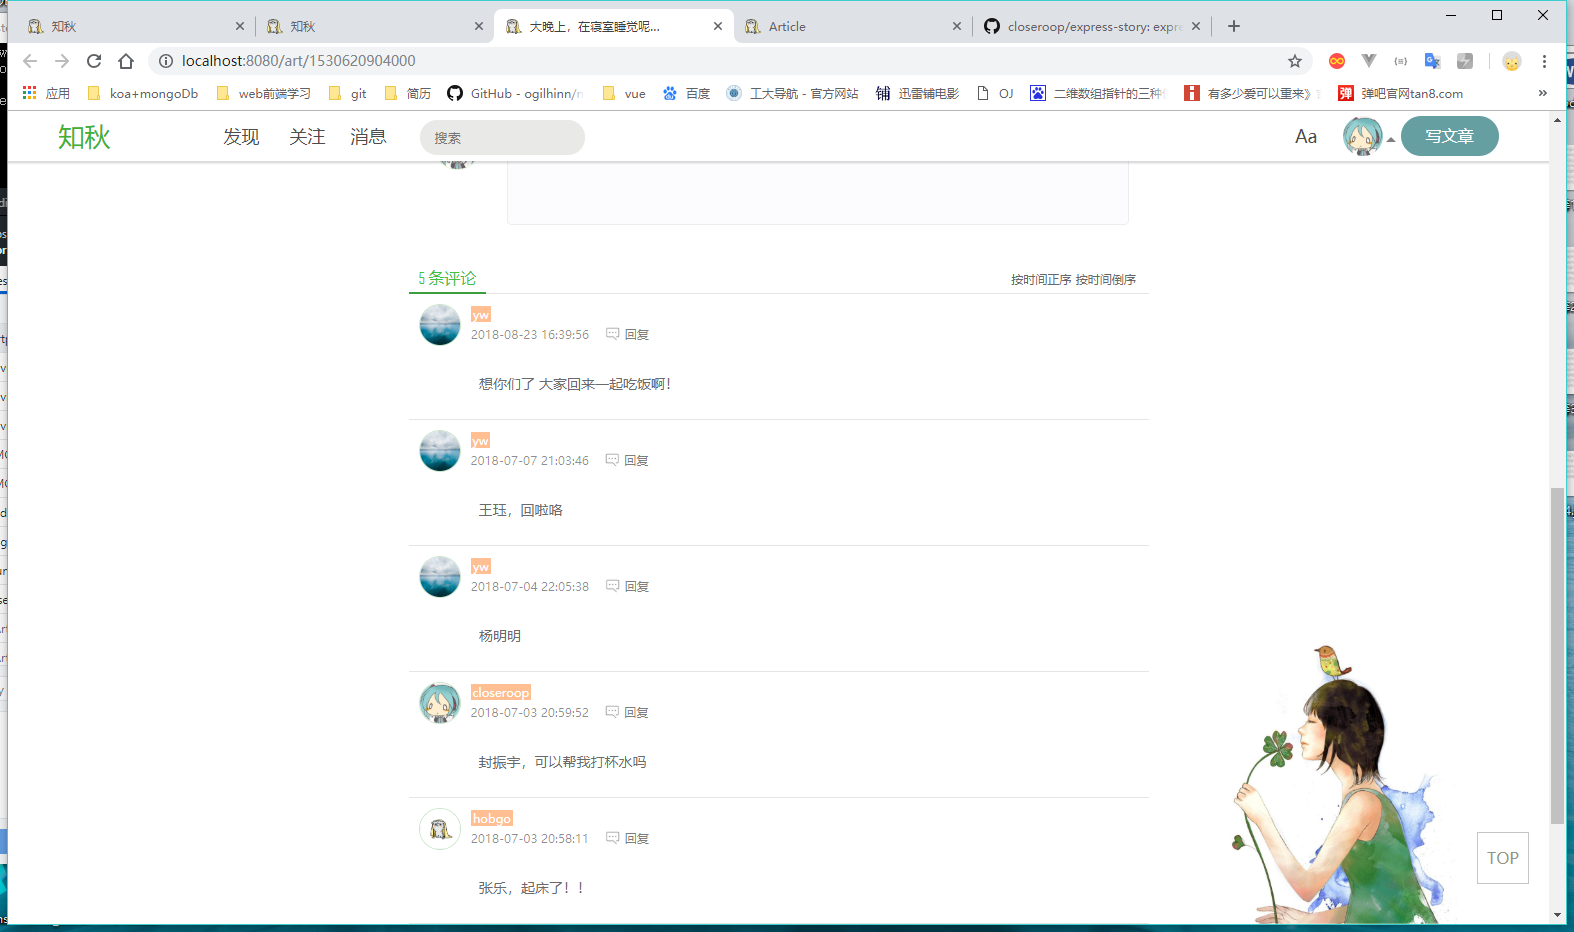 知秋
知秋
大晚上，在寝室睡觉呢...
Article
closeroop/express-story: expre
localhost:8080/art/1530620904000
应用
koa+mongoDb
web前端学习
git
简历
GitHub - ogilhinn/n
vue
百度
工大导航 - 官方网站
迅雷铺电影
OJ
二维数组指针的三种
有多少爱可以重来》
弹吧官网tan8.com
知秋
发现
关注
消息
搜索
Aa
写文章
5 条评论
按时间正序 按时间倒序
yw
2018-08-23 16:39:56 回复
想你们了 大家回来一起吃饭啊！
yw
2018-07-07 21:03:46 回复
王珏，回啦咯
yw
2018-07-04 22:05:38 回复
杨明明
closeroop
2018-07-03 20:59:52 回复
封振宇，可以帮我打杯水吗
hobgo
2018-07-03 20:58:11 回复
张乐，起床了！！
TOP